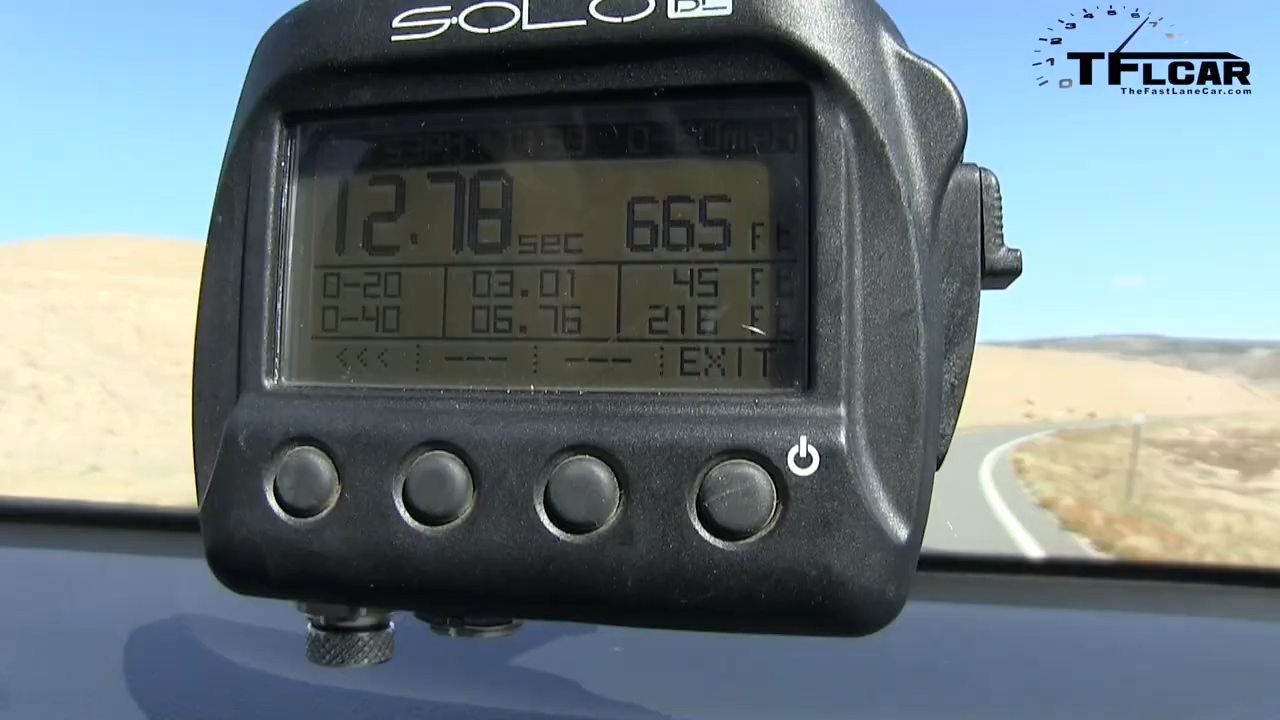 SOLO DL
TFLCAR
TheFastLaneCar.com
12.78 sec 665 Ft
0-20 03.01 45 Ft
0-40 06.76 216 Ft
<<< --- --- EXIT